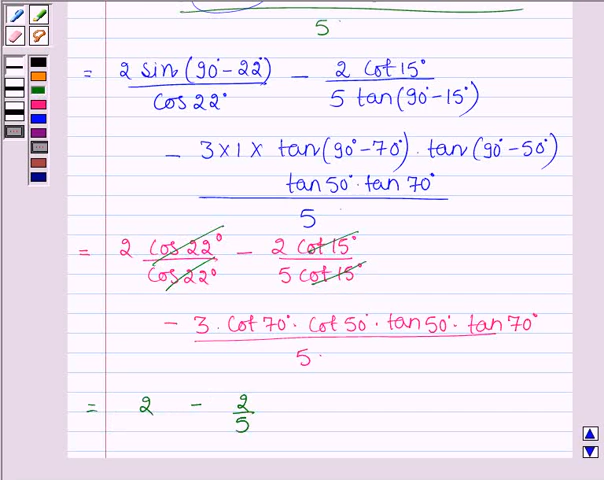 5
= 2 sin(90°-22°) / cos 22° - 2 cot 15° / 5 tan(90°-15°)
- 3×1× tan(90°-70°) · tan(90°-50°)
tan 50° · tan 70°
5
= 2 cos 22° / cos 22° - 2 cot 15° / 5 cot 15°
- 3 · cot 70° · cot 50° · tan 50° · tan 70°
5
= 2 - 2/5